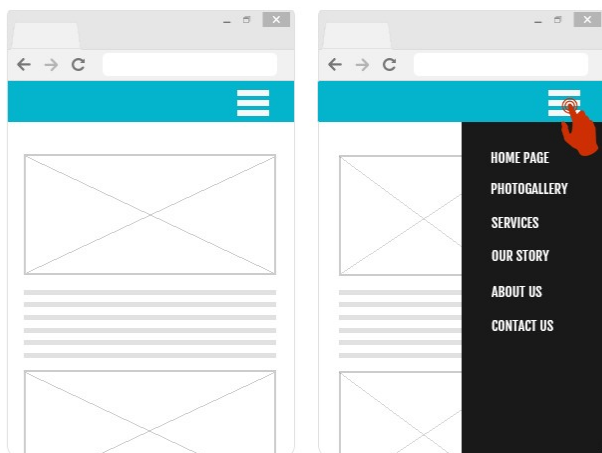 HOME PAGE
PHOTOGALLERY
SERVICES
OUR STORY
ABOUT US
CONTACT US